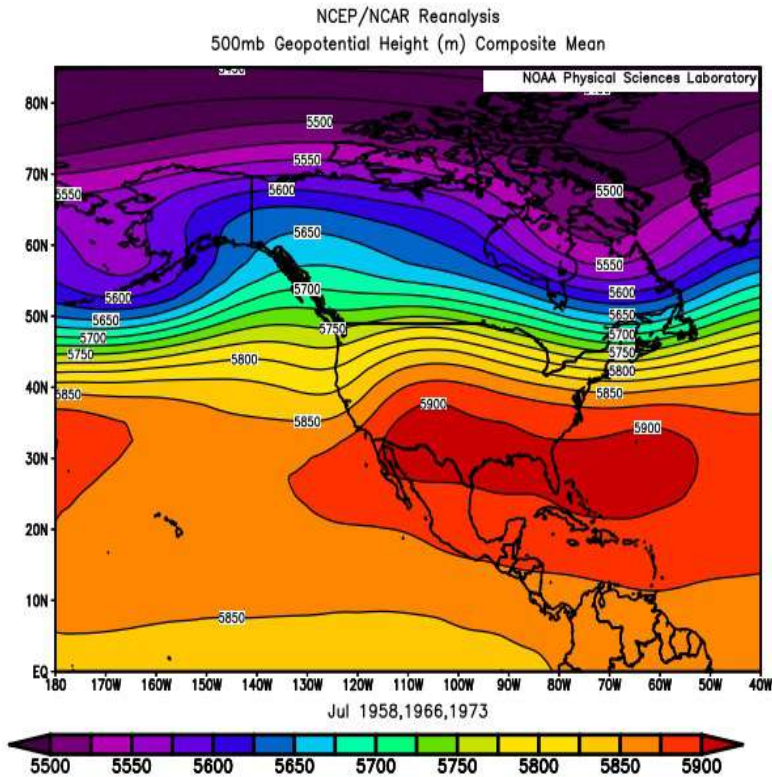 NCEP/NCAR Reanalysis
500mb Geopotential Height (m) Composite Mean
NOAA Physical Sciences Laboratory
80N
5500
70N
5550
5550
5600
5500
60N
5650
5550
5600
5700
5600
50N
5650
5700
5750
5650
5700
5750
5750
5800
5800
40N
5850
5850
5850
5900
5900
30N
20N
10N
5850
EQ
180 170W 160W 150W 140W 130W 120W 110W 100W 90W 80W 70W 60W 50W 40W
Jul 1958,1966,1973
5500 5550 5600 5650 5700 5750 5800 5850 5900